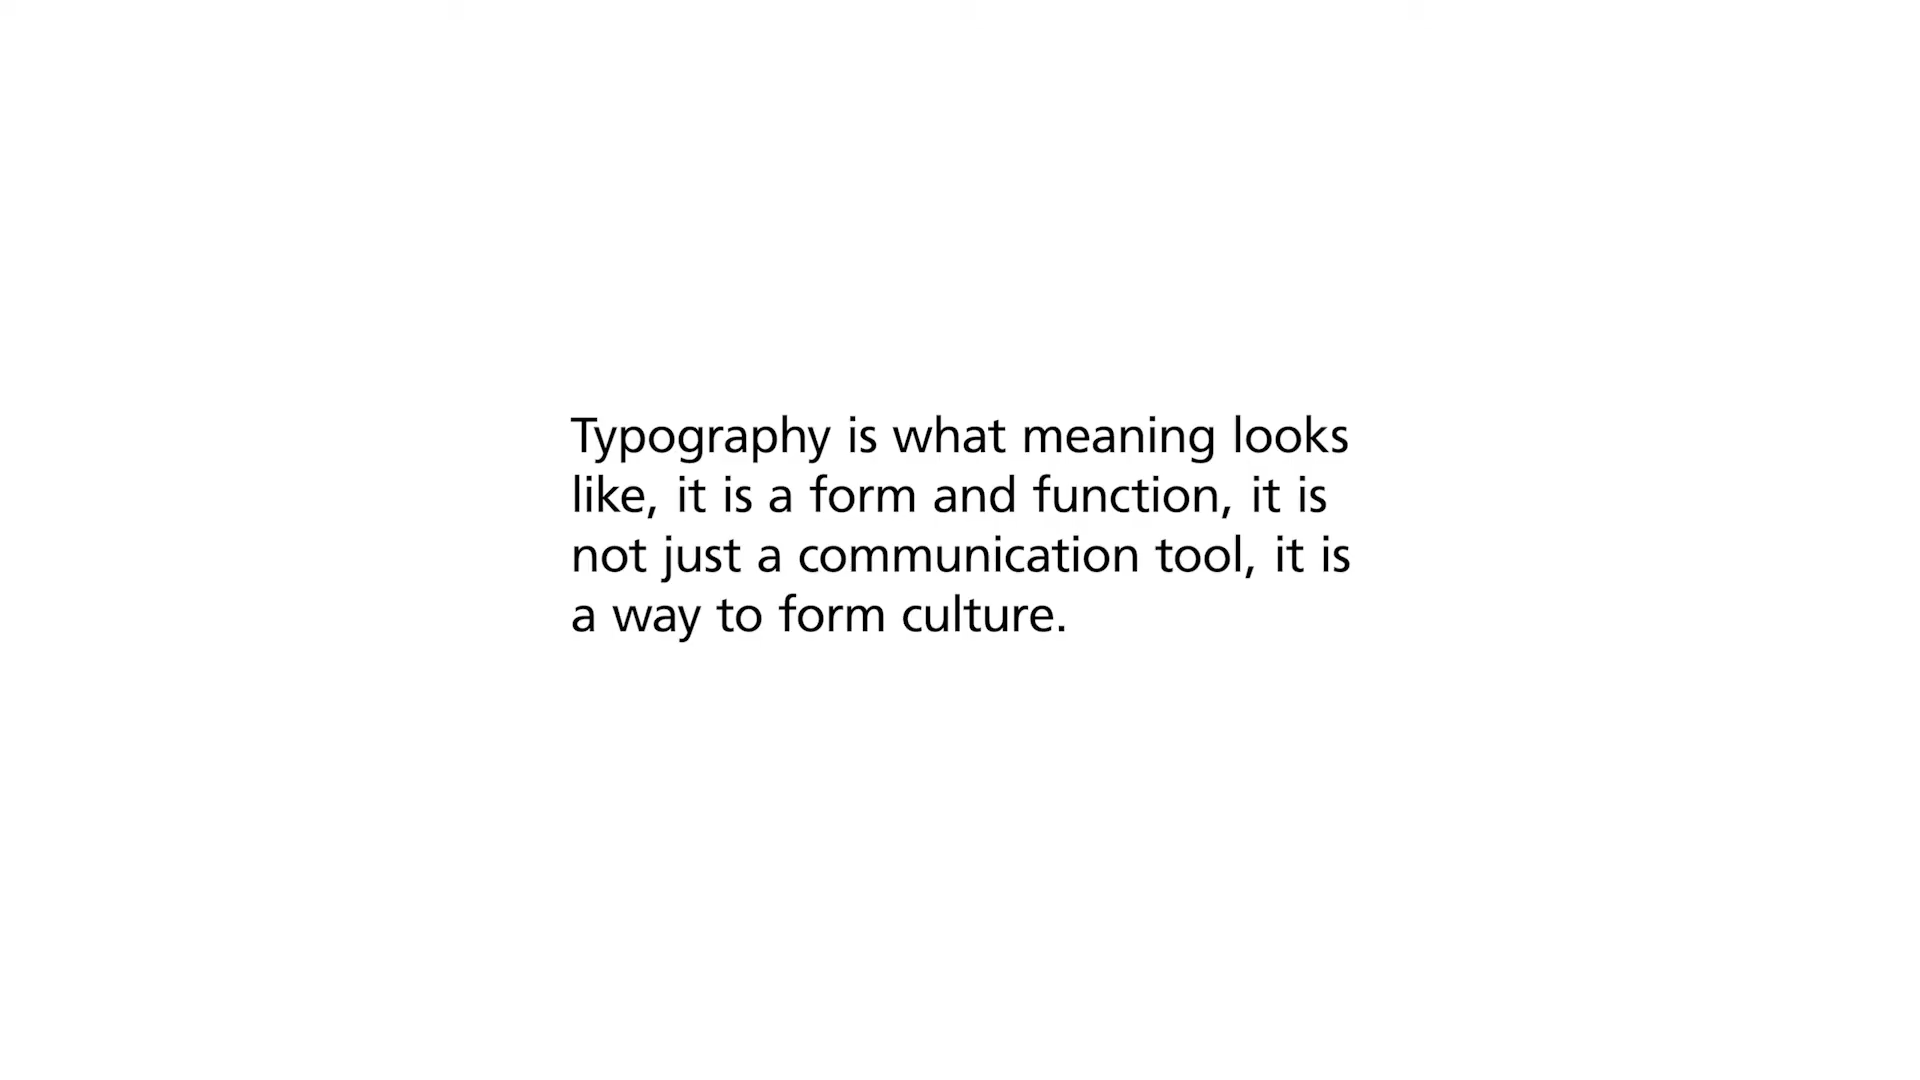 Typography is what meaning looks
like, it is a form and function, it is
not just a communication tool, it is
a way to form culture.